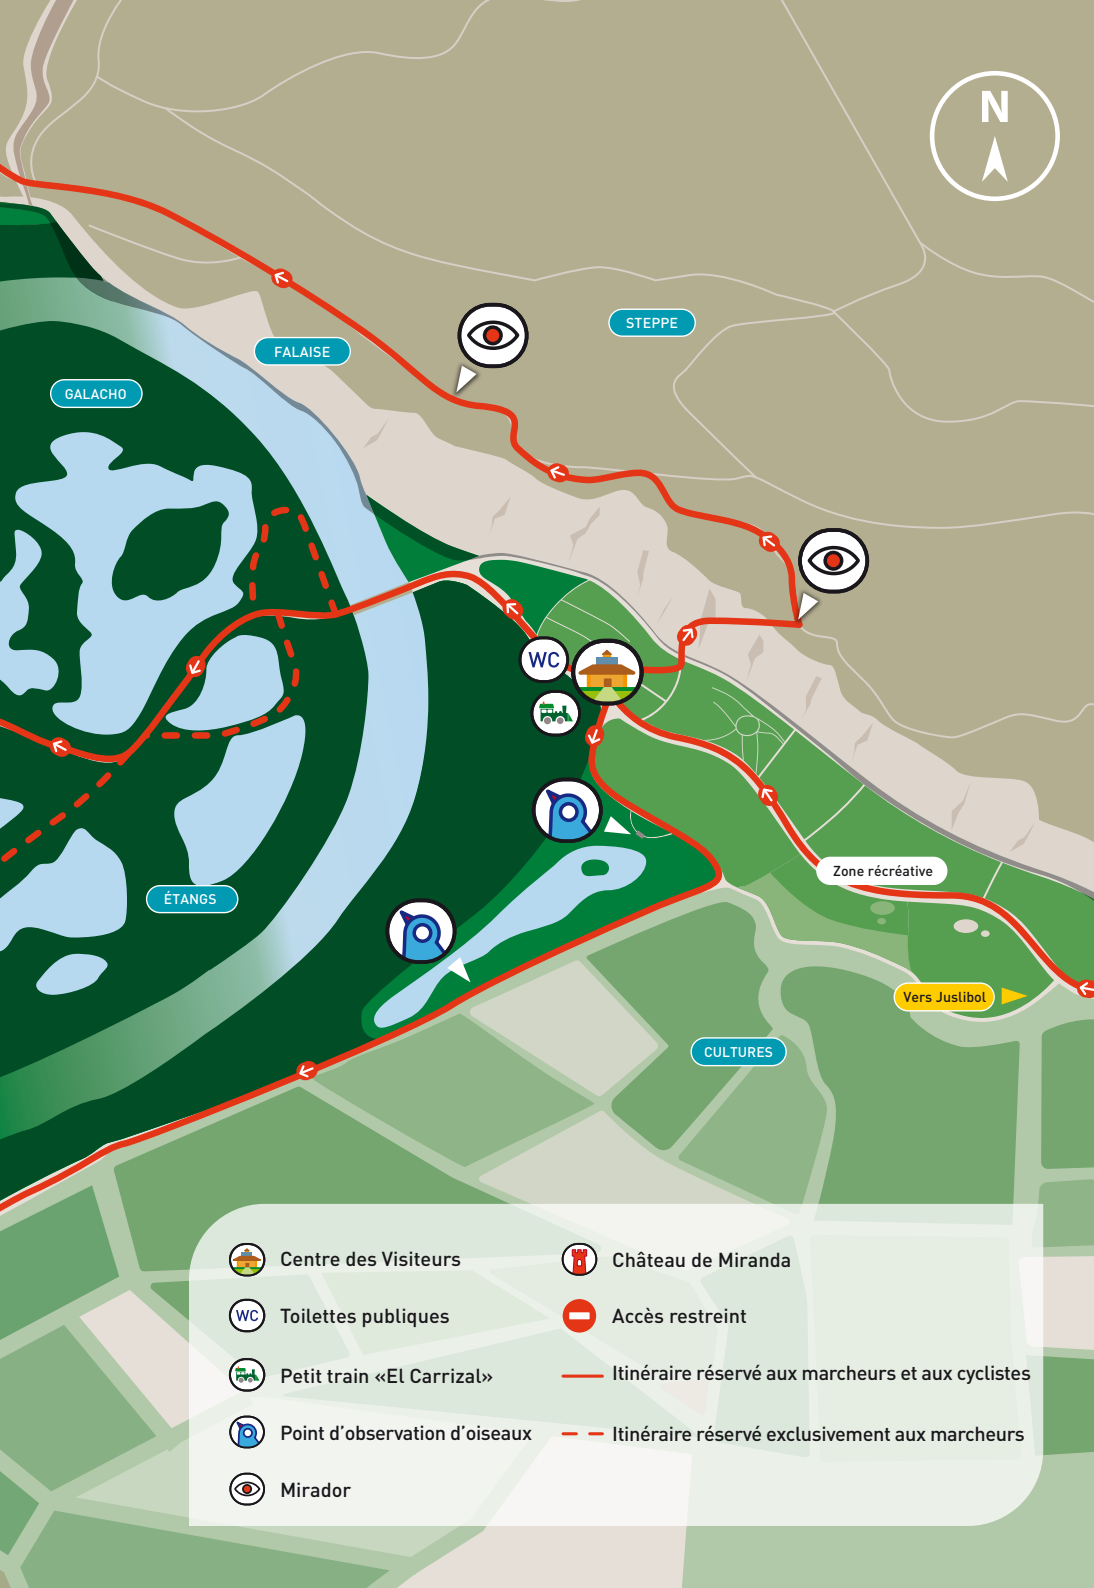 N
STEPPE
FALAISE
GALACHO
WC
Zone récréative
ÉTANGS
Vers Juslibol
CULTURES
Centre des Visiteurs
WC
Toilettes publiques
Petit train «El Carrizal»
Point d'observation d'oiseaux
Mirador
Château de Miranda
Accès restreint
Itinéraire réservé aux marcheurs et aux cyclistes
Itinéraire réservé exclusivement aux marcheurs